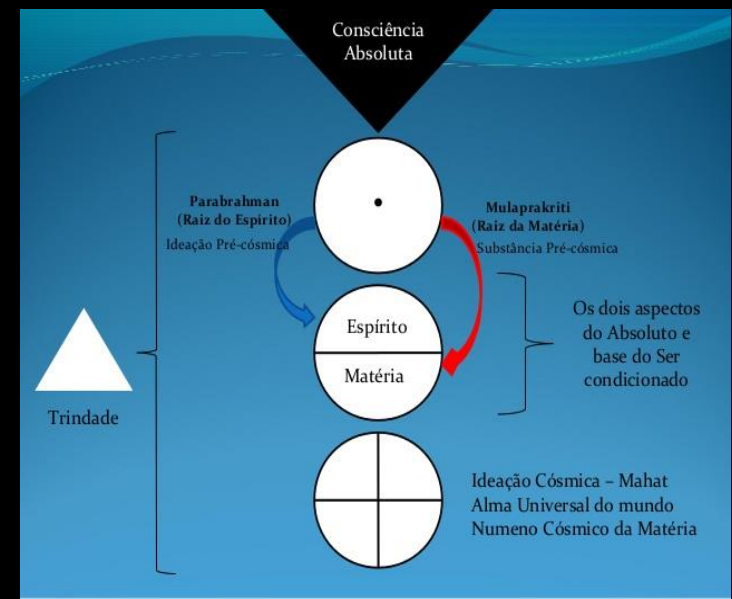 Consciência
Absoluta
Parabrahman
(Raiz do Espírito)
Ideação Pré-cósmica
Mulaprakriti
(Raiz da Matéria)
Substância Pré-cósmica
Espírito
Matéria
Os dois aspectos
do Absoluto e
base do Ser
condicionado
Trindade
Ideação Cósmica – Mahat
Alma Universal do mundo
Numeno Cósmico da Matéria